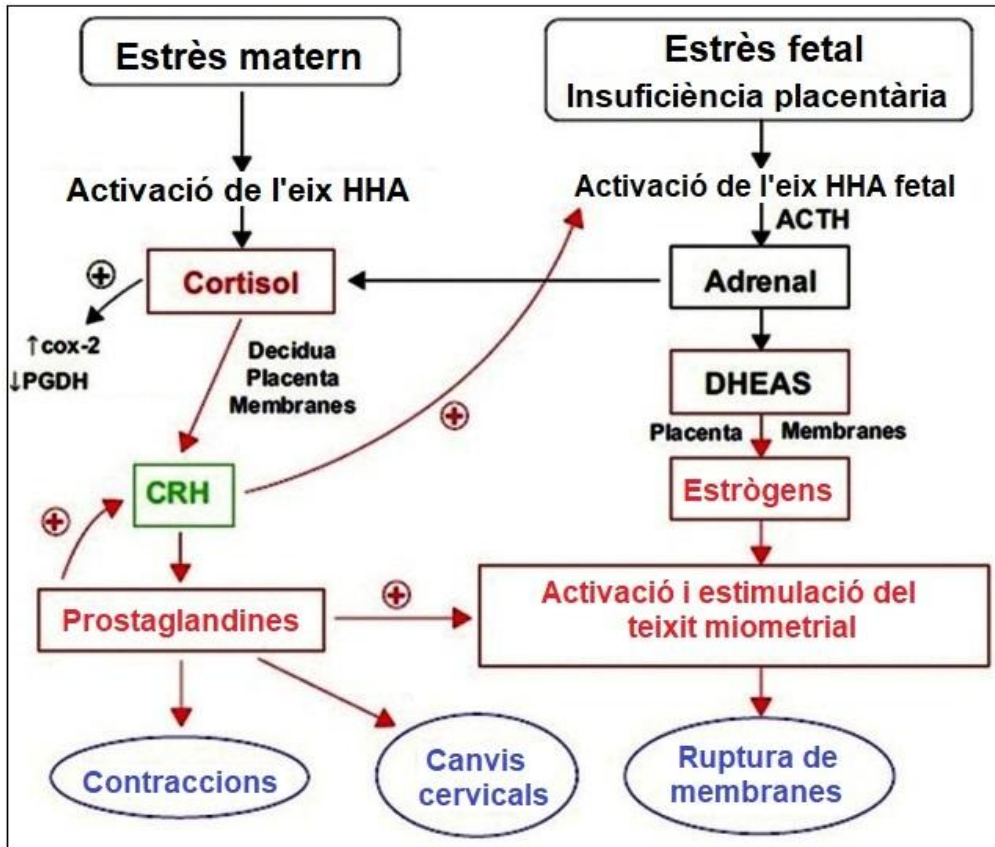 Estrès matern
Estrès fetal
Insuficiència placentària
Activació de l'eix HHA
Activació de l'eix HHA fetal
ACTH
+
Cortisol
Adrenal
↑cox-2
↓PGDH
Decidua
Placenta
Membranes
DHEAS
+
Placenta Membranes
CRH
Estrògens
+
+
Prostaglandines
Activació i estimulació del
teixit miometrial
Contraccions
Canvis
cervicals
Ruptura de
membranes